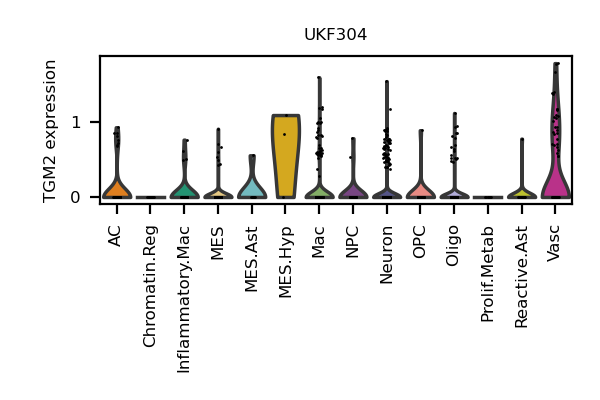 UKF304
TGM2 expression
1
0
AC
Chromatin.Reg
Inflammatory.Mac
MES
MES.Ast
MES.Hyp
Mac
NPC
Neuron
OPC
Oligo
Prolif.Metab
Reactive.Ast
Vasc